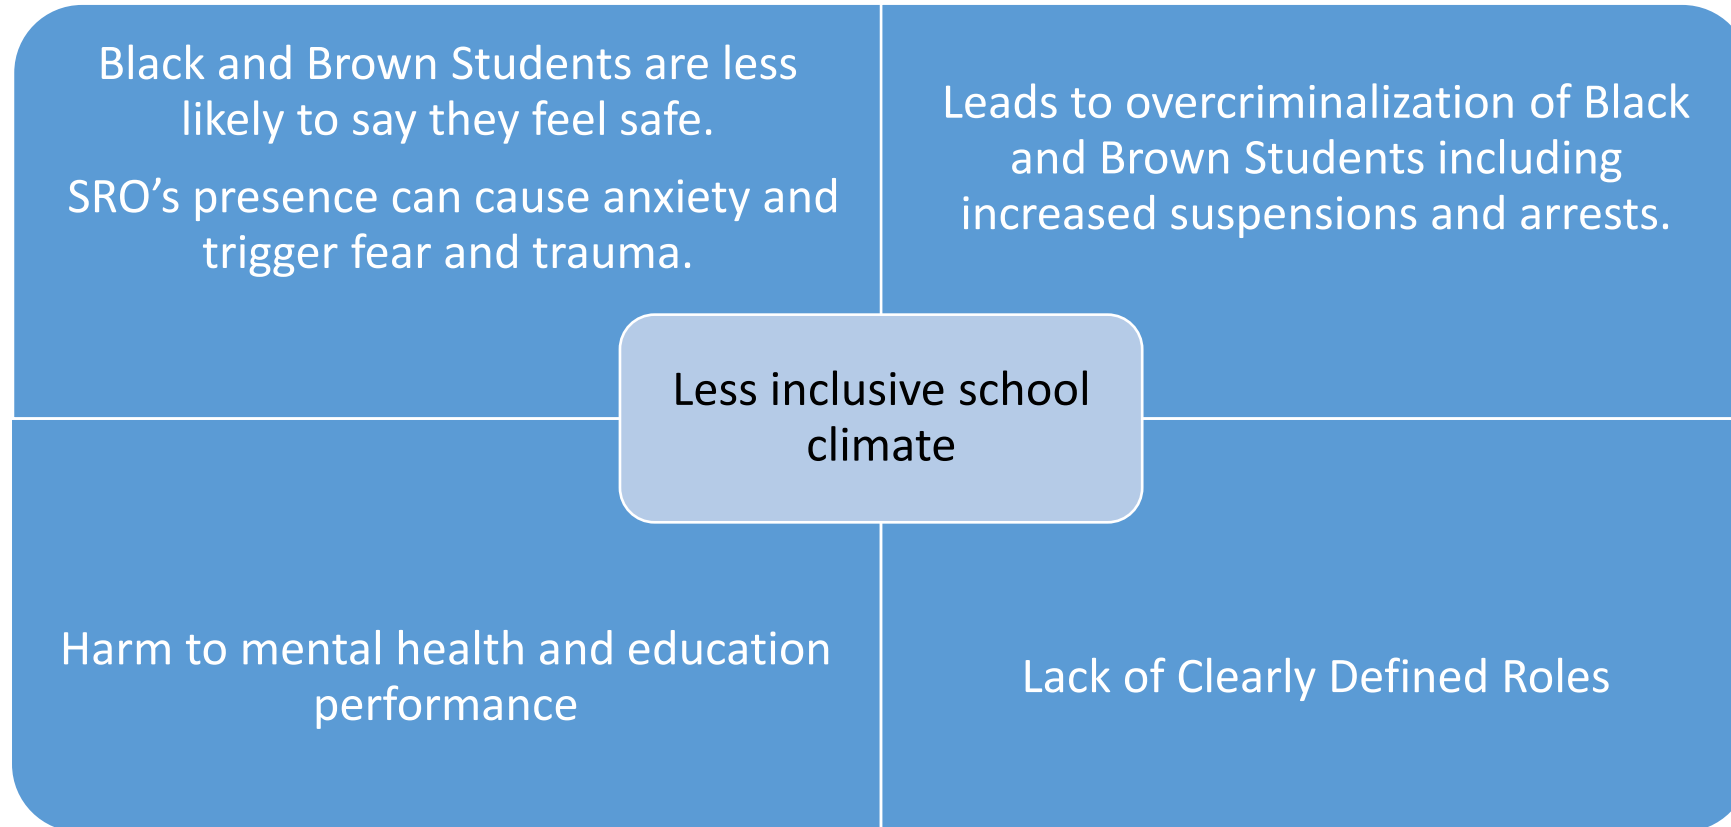 Black and Brown Students are less
likely to say they feel safe.
SRO’s presence can cause anxiety and
trigger fear and trauma.
Leads to overcriminalization of Black
and Brown Students including
increased suspensions and arrests.
Less inclusive school
climate
Harm to mental health and education
performance
Lack of Clearly Defined Roles